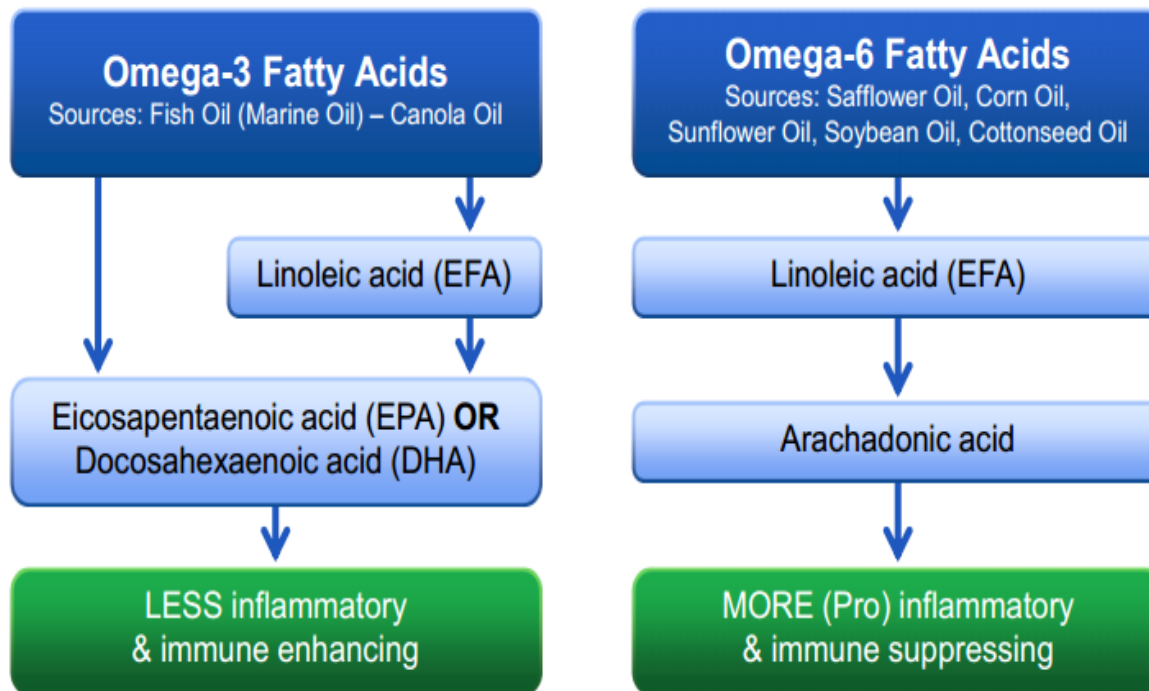 Omega-3 Fatty Acids
Sources: Fish Oil (Marine Oil) – Canola Oil
Linoleic acid (EFA)
Eicosapentaenoic acid (EPA) OR
Docosahexaenoic acid (DHA)
LESS inflammatory
& immune enhancing
Omega-6 Fatty Acids
Sources: Safflower Oil, Corn Oil,
Sunflower Oil, Soybean Oil, Cottonseed Oil
Linoleic acid (EFA)
Arachadonic acid
MORE (Pro) inflammatory
& immune suppressing